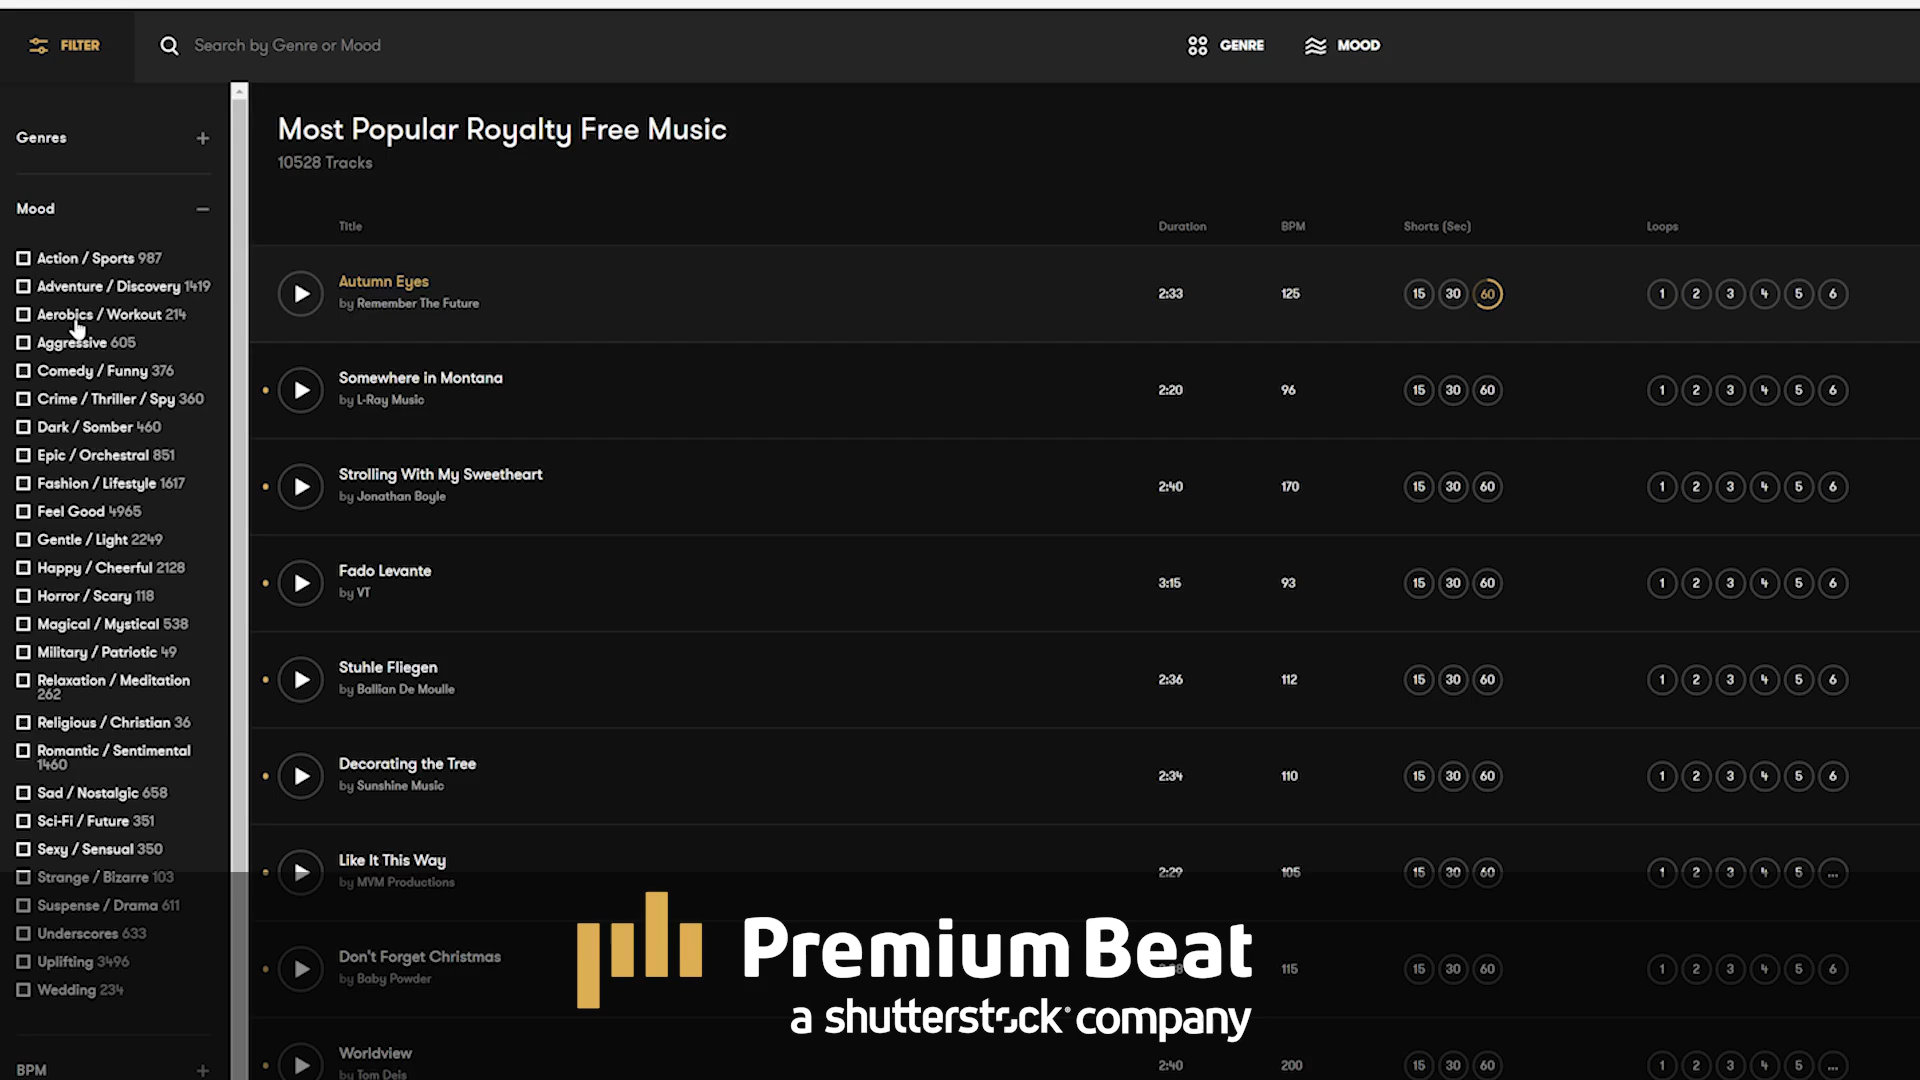 FILTER
Search by Genre or Mood
GENRE
MOOD
Genres
Mood
Action / Sports 987
Adventure / Discovery 1419
Aerobics / Workout 214
Aggressive 605
Comedy / Funny 376
Crime / Thriller / Spy 360
Dark / Somber 460
Epic / Orchestral 851
Fashion / Lifestyle 1617
Feel Good 4965
Gentle / Light 2249
Happy / Cheerful 2128
Horror / Scary 118
Magical / Mystical 538
Military / Patriotic 49
Relaxation / Meditation
262
Religious / Christian 36
Romantic / Sentimental
1460
Sad / Nostalgic 658
Sci-Fi / Future 351
Sexy / Sensual 350
Strange / Bizarre 103
Suspense / Drama 611
Underscores 633
Uplifting 3496
Wedding 234
BPM
Most Popular Royalty Free Music
10528 Tracks
Title Duration BPM Shorts (Sec) Loops
Autumn Eyes
by Remember The Future
2:33 125 15 30 60 1 2 3 4 5 6
Somewhere in Montana
by L-Ray Music
2:20 96 15 30 60 1 2 3 4 5 6
Strolling With My Sweetheart
by Jonathan Boyle
2:40 170 15 30 60 1 2 3 4 5 6
Fado Levante
by VT
3:15 93 15 30 60 1 2 3 4 5 6
Stuhle Fliegen
by Ballian De Moulle
2:36 112 15 30 60 1 2 3 4 5 6
Decorating the Tree
by Sunshine Music
2:34 110 15 30 60 1 2 3 4 5 6
Like It This Way
by MVM Productions
2:29 105 15 30 60 1 2 3 4 5 ...
Don't Forget Christmas
by Baby Powder
115 15 30 60 1 2 3 4 5 6
Worldview
by Tom Deis
2:40 200 15 30 60 1 2 3 4 5 ...
Premium Beat
a shutterstock company